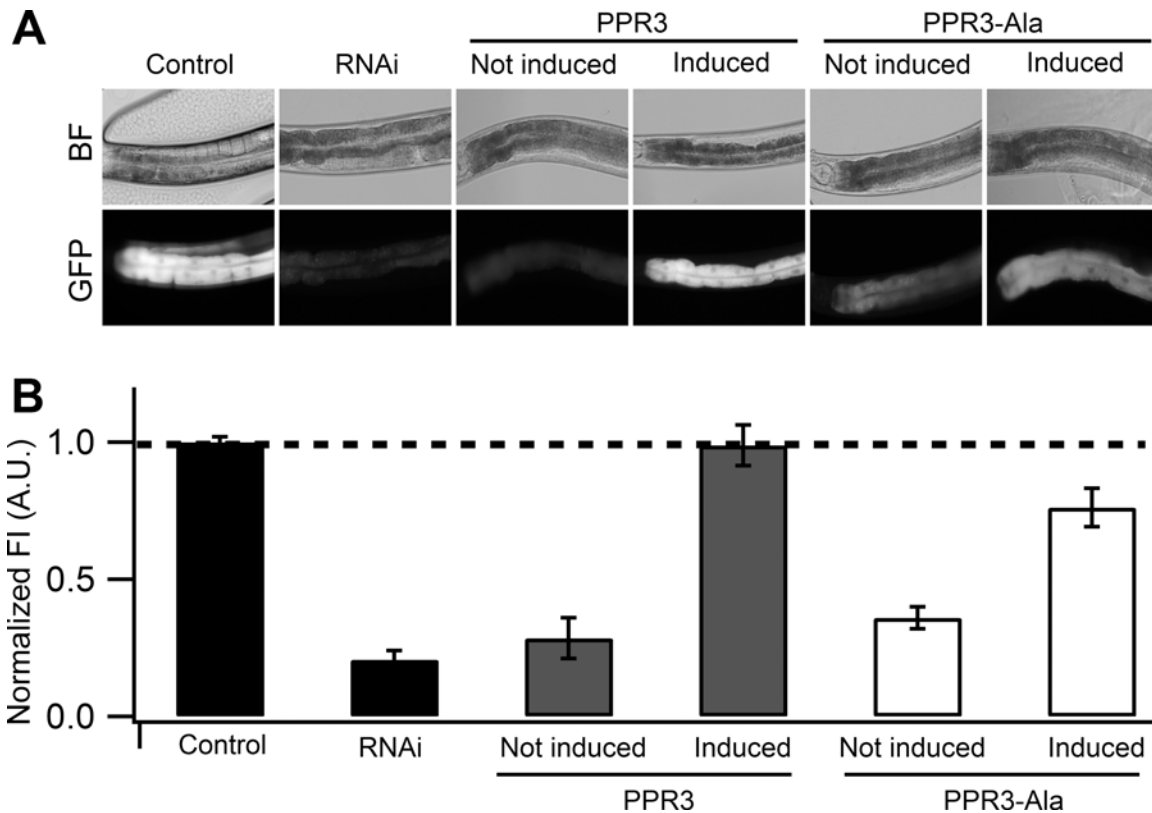 A
PPR3
PPR3-Ala
Control
RNAi
Not induced
Induced
Not induced
Induced
BF
GFP
B
Normalized FI (A.U.)
1.0
0.5
0.0
Control
RNAi
Not induced
Induced
Not induced
Induced
PPR3
PPR3-Ala